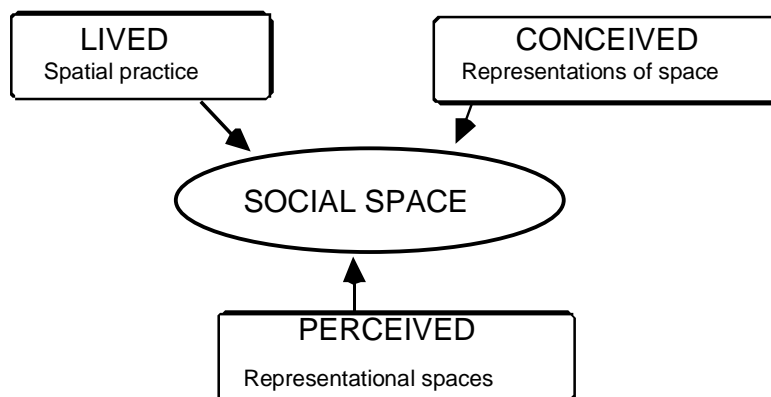 LIVED
Spatial practice
CONCEIVED
Representations of space
SOCIAL SPACE
PERCEIVED
Representational spaces